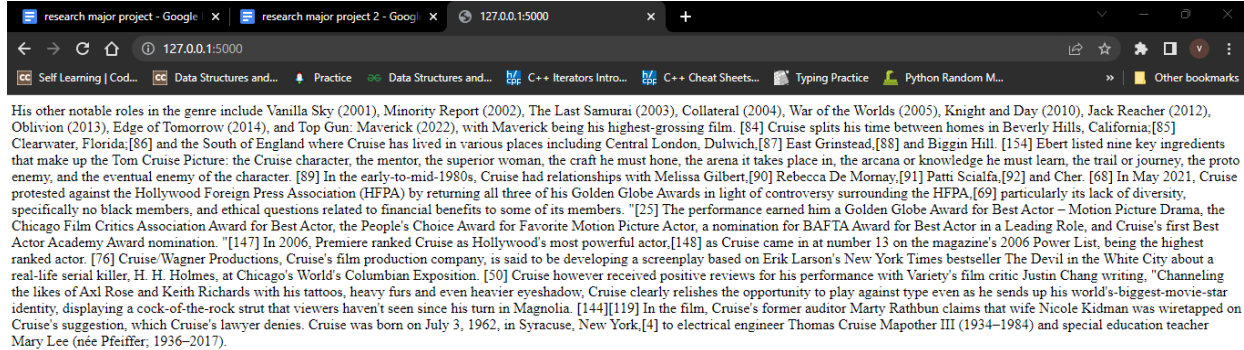 research major project - Google
research major project 2 - Googl
127.0.0.1:5000
127.0.0.1:5000
V
CC Self Learning | Cod...
CC Data Structures and...
Practice
Data Structures and...
h/cpp C++ Iterators Intro...
h/cpp C++ Cheat Sheets...
Typing Practice
Python Random M...
»
Other bookmarks
His other notable roles in the genre include Vanilla Sky (2001), Minority Report (2002), The Last Samurai (2003), Collateral (2004), War of the Worlds (2005), Knight and Day (2010), Jack Reacher (2012),
Oblivion (2013), Edge of Tomorrow (2014), and Top Gun: Maverick (2022), with Maverick being his highest-grossing film. [84] Cruise splits his time between homes in Beverly Hills, California;[85]
Clearwater, Florida;[86] and the South of England where Cruise has lived in various places including Central London, Dulwich,[87] East Grinstead,[88] and Biggin Hill. [154] Ebert listed nine key ingredients
that make up the Tom Cruise Picture: the Cruise character, the mentor, the superior woman, the craft he must hone, the arena it takes place in, the arcana or knowledge he must learn, the trail or journey, the proto
enemy, and the eventual enemy of the character. [89] In the early-to-mid-1980s, Cruise had relationships with Melissa Gilbert,[90] Rebecca De Mornay,[91] Patti Scialfa,[92] and Cher. [68] In May 2021, Cruise
protested against the Hollywood Foreign Press Association (HFPA) by returning all three of his Golden Globe Awards in light of controversy surrounding the HFPA,[69] particularly its lack of diversity,
specifically no black members, and ethical questions related to financial benefits to some of its members. "[25] The performance earned him a Golden Globe Award for Best Actor – Motion Picture Drama, the
Chicago Film Critics Association Award for Best Actor, the People's Choice Award for Favorite Motion Picture Actor, a nomination for BAFTA Award for Best Actor in a Leading Role, and Cruise's first Best
Actor Academy Award nomination. "[147] In 2006, Premiere ranked Cruise as Hollywood's most powerful actor,[148] as Cruise came in at number 13 on the magazine's 2006 Power List, being the highest
ranked actor. [76] Cruise/Wagner Productions, Cruise's film production company, is said to be developing a screenplay based on Erik Larson's New York Times bestseller The Devil in the White City about a
real-life serial killer, H. H. Holmes, at Chicago's World's Columbian Exposition. [50] Cruise however received positive reviews for his performance with Variety's film critic Justin Chang writing, "Channeling
the likes of Axl Rose and Keith Richards with his tattoos, heavy furs and even heavier eyeshadow, Cruise clearly relishes the opportunity to play against type even as he sends up his world's-biggest-movie-star
identity, displaying a cock-of-the-rock strut that viewers haven't seen since his turn in Magnolia. [144][119] In the film, Cruise's former auditor Marty Rathbun claims that wife Nicole Kidman was wiretapped on
Cruise's suggestion, which Cruise's lawyer denies. Cruise was born on July 3, 1962, in Syracuse, New York,[4] to electrical engineer Thomas Cruise Mapother III (1934–1984) and special education teacher
Mary Lee (née Pfeiffer; 1936–2017).